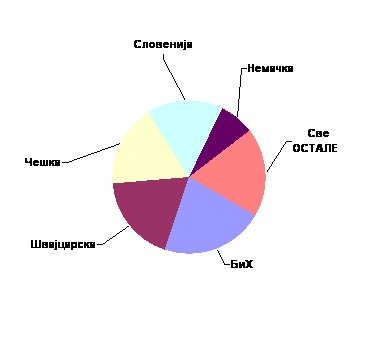 Словенија
Немачка
Све
ОСТАЛЕ
Чешка
Швајцарска
БиХ